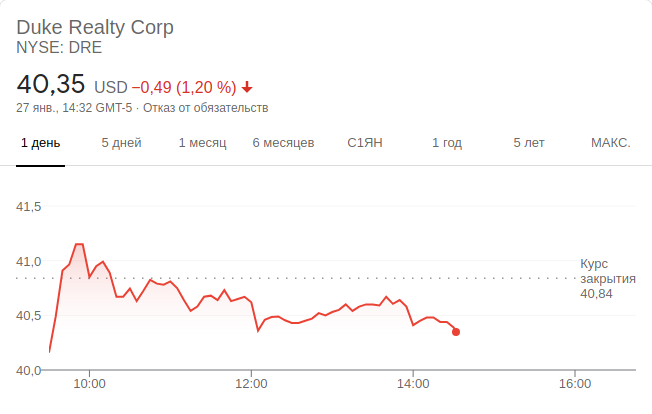 Duke Realty Corp
NYSE: DRE
40,35 USD −0,49 (1,20 %)
27 янв., 14:32 GMT-5 · Отказ от обязательств
1 день 5 дней 1 месяц 6 месяцев С1ЯН 1 год 5 лет МАКС.
41,5
41,0
Курс
закрытия
40,84
40,5
40,0
10:00 12:00 14:00 16:00